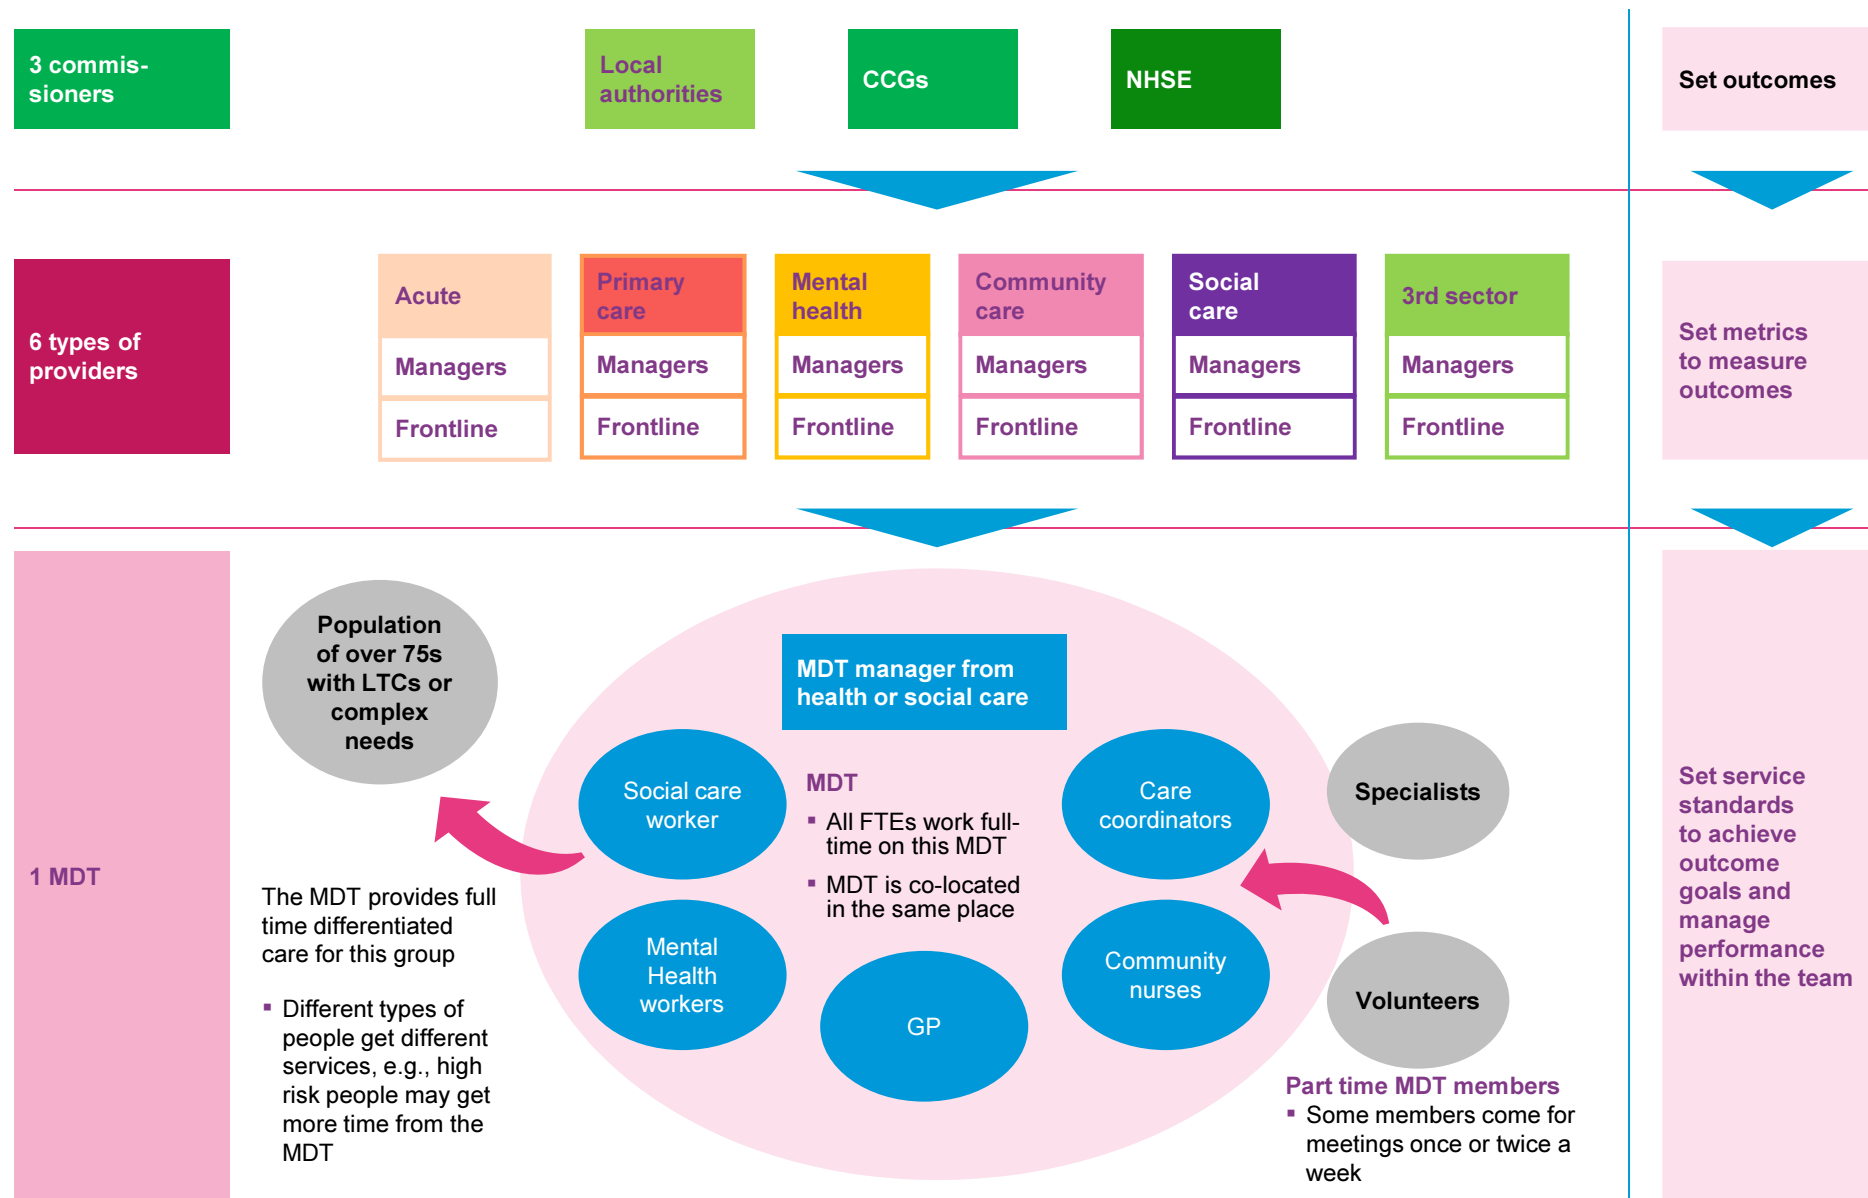 3 commis-
sioners
Local
authorities
CCGs
NHSE
Set outcomes
6 types of
providers
Acute
Managers
Frontline
Primary
care
Managers
Frontline
Mental
health
Managers
Frontline
Community
care
Managers
Frontline
Social
care
Managers
Frontline
3rd sector
Managers
Frontline
Set metrics
to measure
outcomes
1 MDT
Population
of over 75s
with LTCs or
complex
needs
The MDT provides full
time differentiated
care for this group
▪ Different types of
people get different
services, e.g., high
risk people may get
more time from the
MDT
MDT manager from
health or social care
Social care
worker
Mental
Health
workers
MDT
▪ All FTEs work full-
time on this MDT
▪ MDT is co-located
in the same place
GP
Care
coordinators
Community
nurses
Specialists
Volunteers
Part time MDT members
▪ Some members come for
meetings once or twice a
week
Set service
standards
to achieve
outcome
goals and
manage
performance
within the team